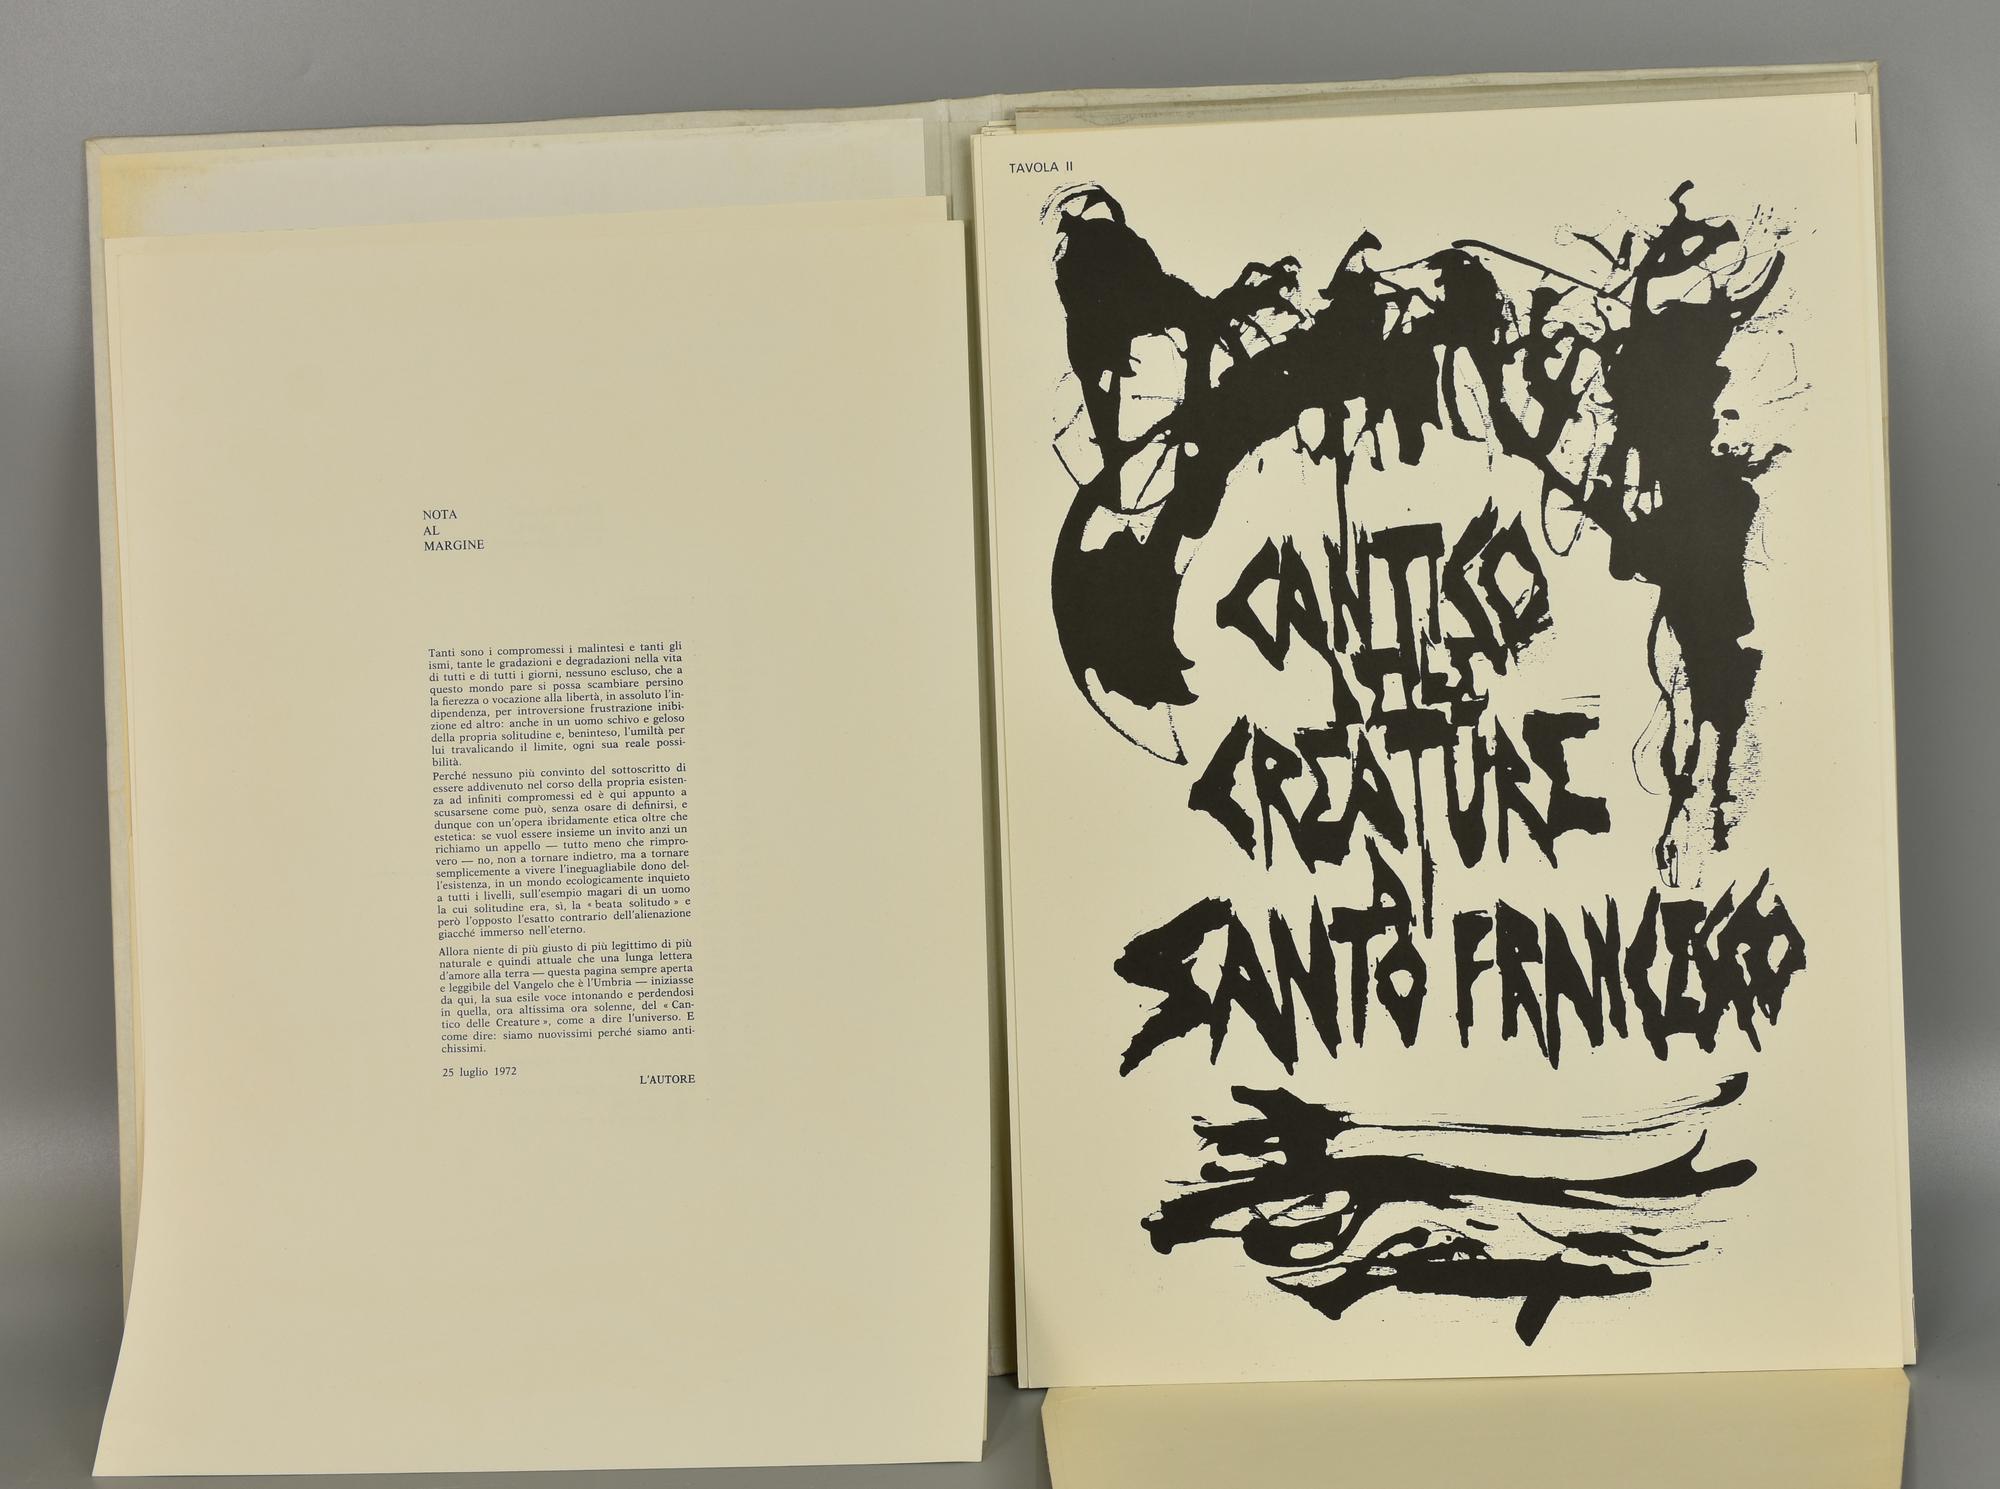 NOTA
AL
MARGINE
Tanti sono i compromessi i malintesi e tanti gli
ismi, tante le gradazioni e degradazioni nella vita
di tutti e di tutti i giorni, nessuno escluso, che a
questo mondo pare si possa scambiare persino
la fierezza o vocazione alla libertà, in assoluto l'in-
dipendenza, per introversione frustrazione inibi-
zione ed altro: anche in un uomo schivo e geloso
della propria solitudine e, beninteso, l'umiltà per
lui travalicando il limite, ogni sua reale possi-
bilità.
Perché nessuno più convinto del sottoscritto di
essere addivenuto nel corso della propria esisten-
za ad infiniti compromessi ed è qui appunto a
scusarsene come può, senza osare di definirsi, e
dunque con un'opera ibridamente etica oltre che
estetica: se vuol essere insieme un invito anzi un
richiamo un appello — tutto meno che rimpro-
vero — no, non a tornare indietro, ma a tornare
semplicemente a vivere l'ineguagliabile dono del-
l'esistenza, in un mondo ecologicamente inquieto
a tutti i livelli, sull'esempio magari di un uomo
la cui solitudine era, sì, la « beata solitudo » e
però l'opposto l'esatto contrario dell'alienazione
giacché immerso nell'eterno.
Allora niente di più giusto di più legittimo di più
naturale e quindi attuale che una lunga lettera
d'amore alla terra — questa pagina sempre aperta
e leggibile del Vangelo che è l'Umbria — iniziasse
da qui, la sua esile voce intonando e perdendosi
in quella, ora altissima ora solenne, del « Can-
tico delle Creature », come a dire l'universo. E
come dire: siamo nuovissimi perché siamo anti-
chissimi.
25 luglio 1972
L'AUTORE
TAVOLA II
CANTICO
CREATURE
DI
SANTO FRANCESCO